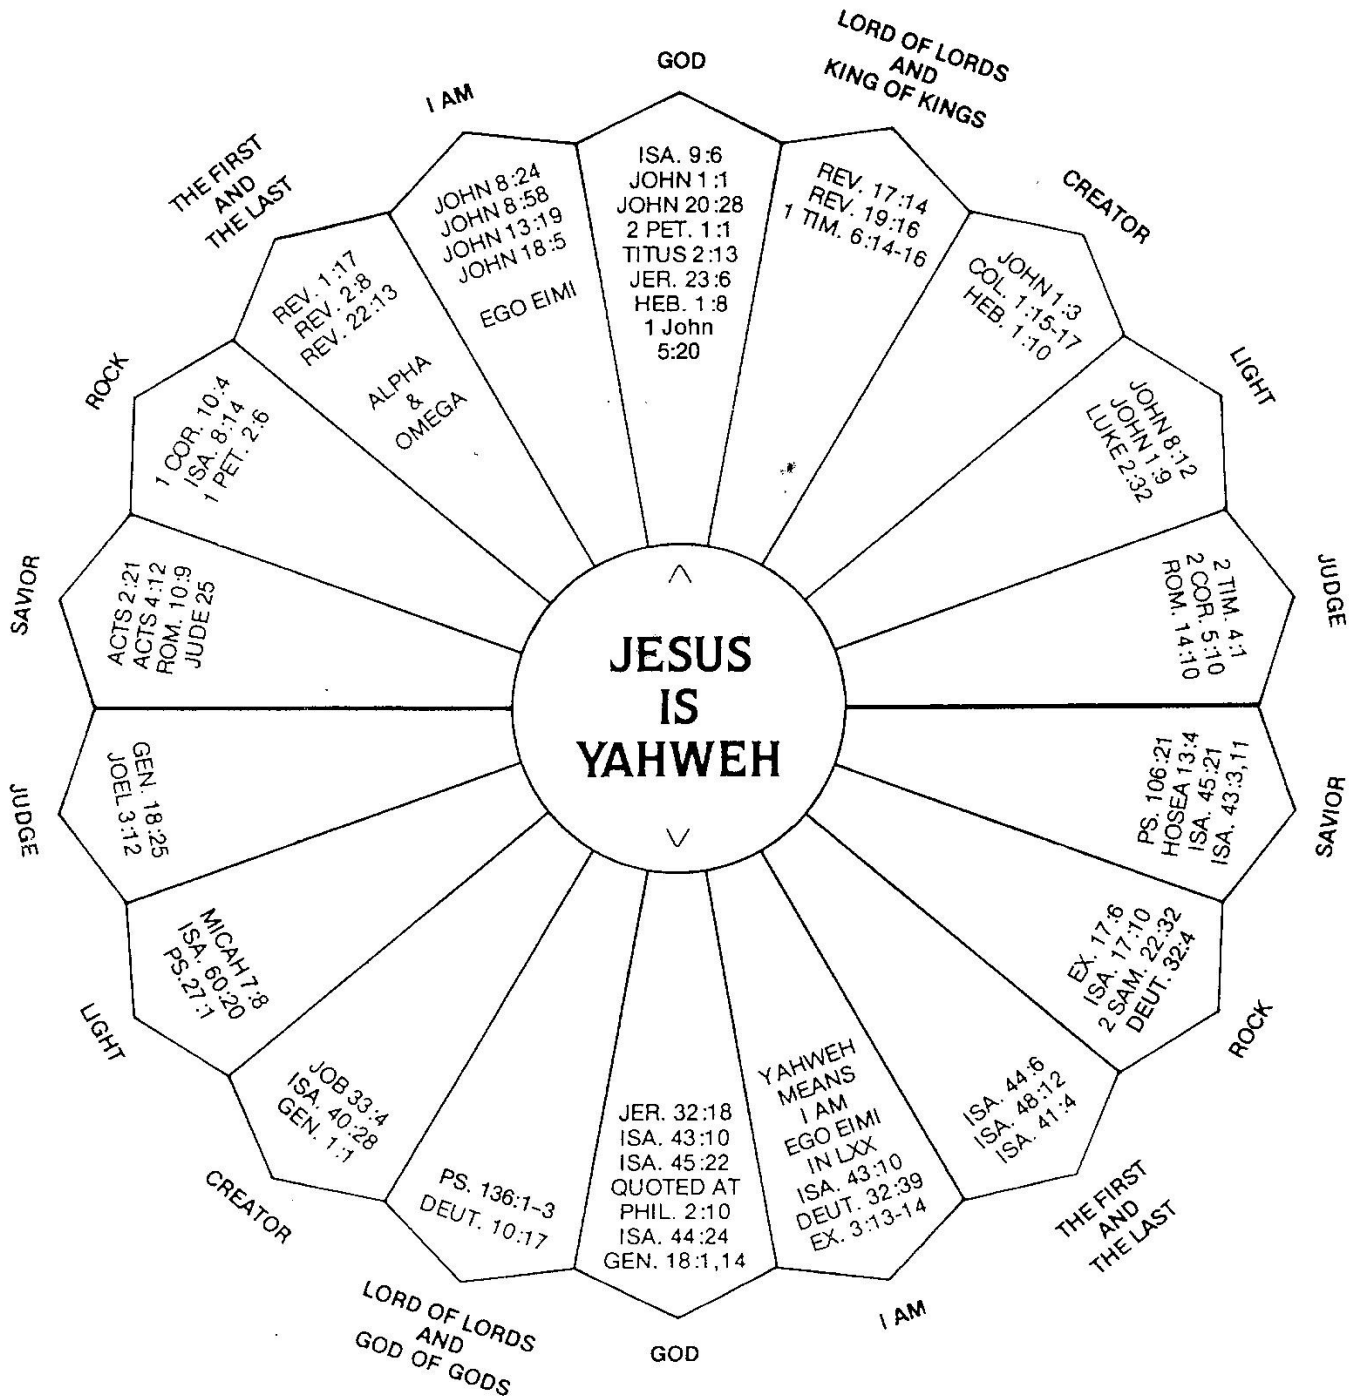 GOD
ISA. 9:6
JOHN 1:1
JOHN 20:28
2 PET. 1:1
TITUS 2:13
JER. 23:6
HEB. 1:8
1 John
5:20
LORD OF LORDS
AND
KING OF KINGS
REV. 17:14
REV. 19:16
1 TIM. 6:14-16
CREATOR
JOHN 1:3
COL. 1:15-17
HEB. 1:10
LIGHT
JOHN 8:12
JOHN 1:9
LUKE 2:32
JUDGE
2 TIM. 4:1
2 COR. 5:10
ROM. 14:10
SAVIOR
PS. 106:21
HOSEA 13:4
ISA. 45:21
ISA. 43:3,11
ROCK
EX. 17:6
ISA. 17:10
2 SAM. 22:32
DEUT. 32:4
THE FIRST
AND
THE LAST
ISA. 44:6
ISA. 48:12
ISA. 41:4
I AM
YAHWEH
MEANS
I AM
EGO EIMI
IN LXX
ISA. 43:10
DEUT. 32:39
EX. 3:13-14
GOD
JER. 32:18
ISA. 43:10
ISA. 45:22
QUOTED AT
PHIL. 2:10
ISA. 44:24
GEN. 18:1,14
LORD OF LORDS
AND
GOD OF GODS
PS. 136:1-3
DEUT. 10:17
CREATOR
JOB 33:4
ISA. 40:28
GEN. 1:1
LIGHT
MICAH 7:8
ISA. 60:20
PS. 27:1
JUDGE
GEN. 18:25
JOEL 3:12
SAVIOR
ACTS 2:21
ACTS 4:12
ROM. 10:9
JUDE 25
ROCK
1 COR. 10:4
ISA. 8:14
1 PET. 2:6
THE FIRST
AND
THE LAST
REV. 1:17
REV. 2:8
REV. 22:13
ALPHA
&
OMEGA
I AM
JOHN 8:24
JOHN 8:58
JOHN 13:19
JOHN 18:5
EGO EIMI
JESUS
IS
YAHWEH